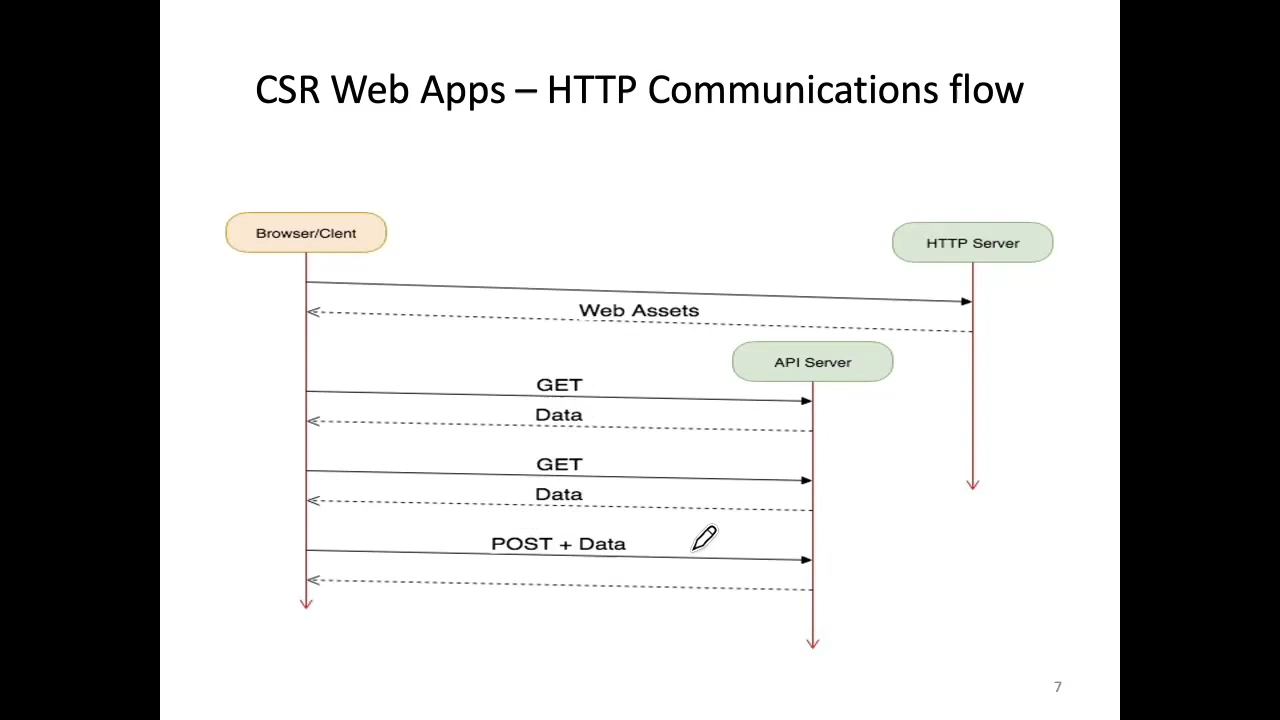 CSR Web Apps – HTTP Communications flow
Browser/Clent
HTTP Server
Web Assets
API Server
GET
Data
GET
Data
POST + Data
7